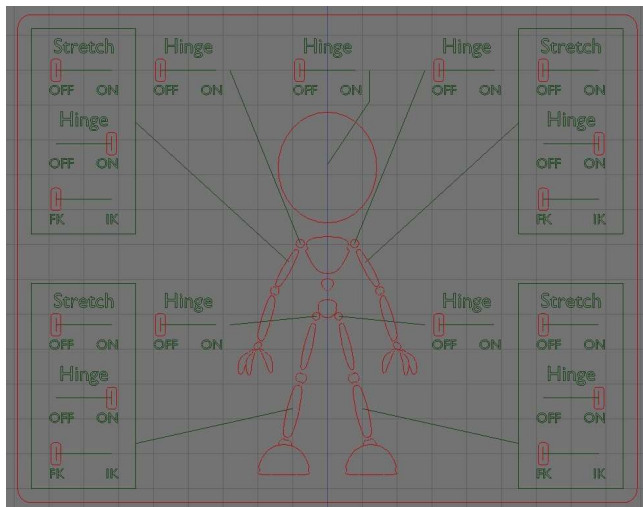 Stretch Hinge Hinge Hinge Stretch
OFF ON OFF ON OFF ON OFF ON OFF ON
Hinge Hinge
OFF ON OFF ON
FK IK FK IK
Stretch Hinge Hinge Stretch
OFF ON OFF ON OFF ON OFF ON
Hinge Hinge
OFF ON OFF ON
FK IK FK IK